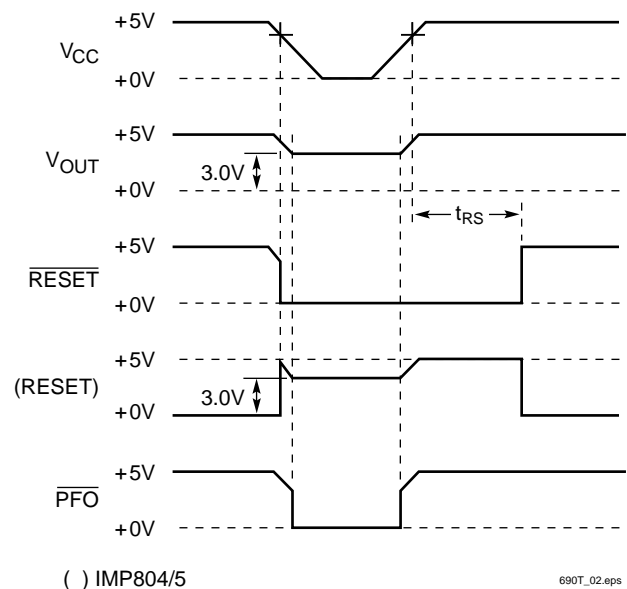 +5V
VCC
+0V
+5V
VOUT
3.0V
+0V
tRS
+5V
RESET
+0V
+5V
(RESET)
3.0V
+0V
+5V
PFO
+0V
( ) IMP804/5
690T_02.eps